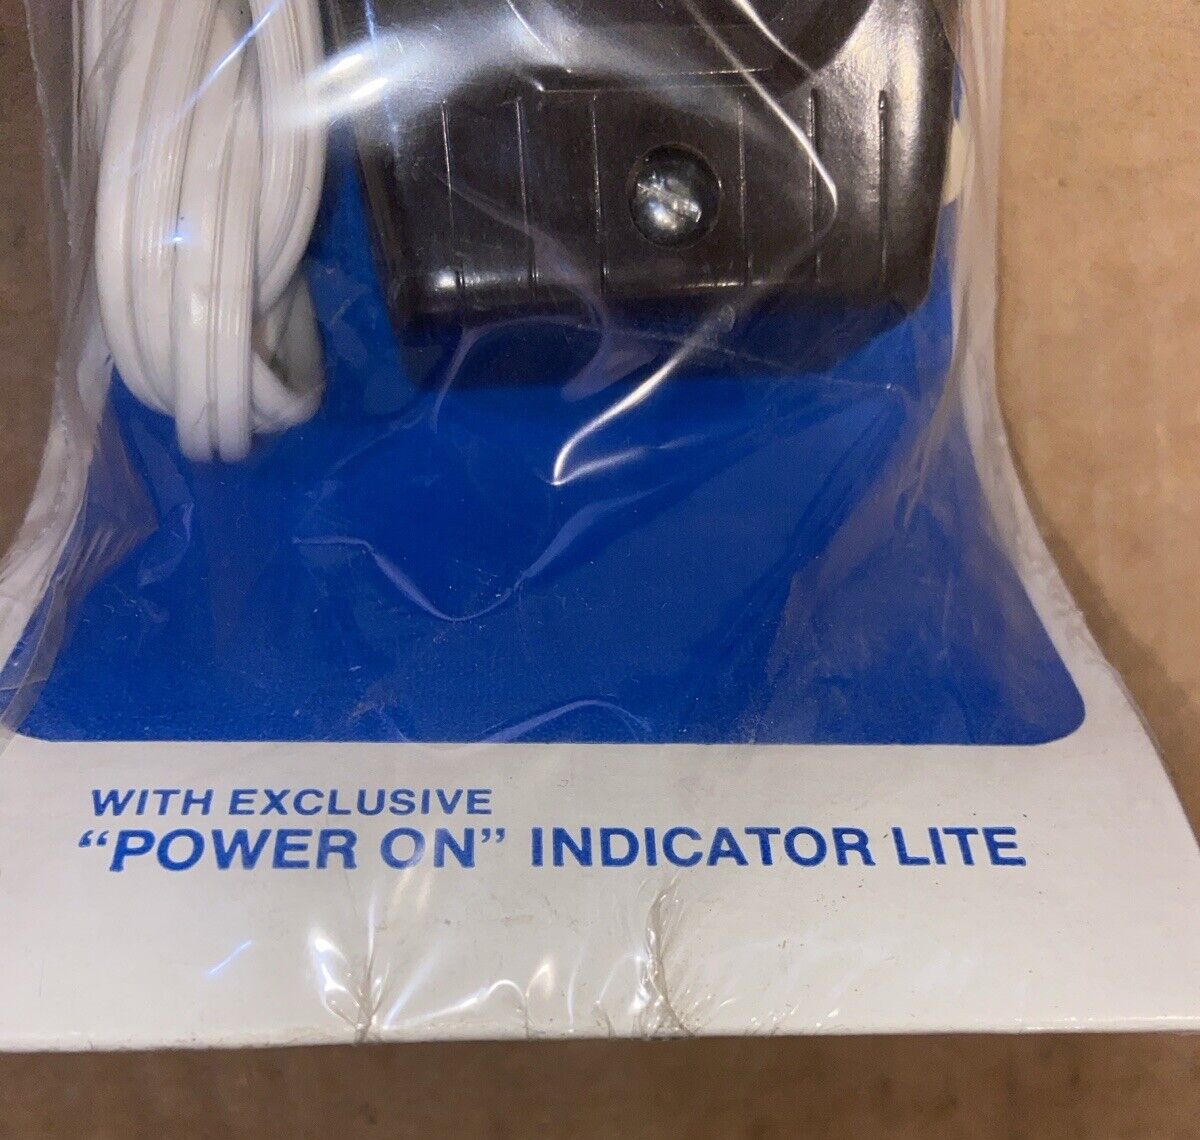 WITH EXCLUSIVE
“POWER ON” INDICATOR LITE